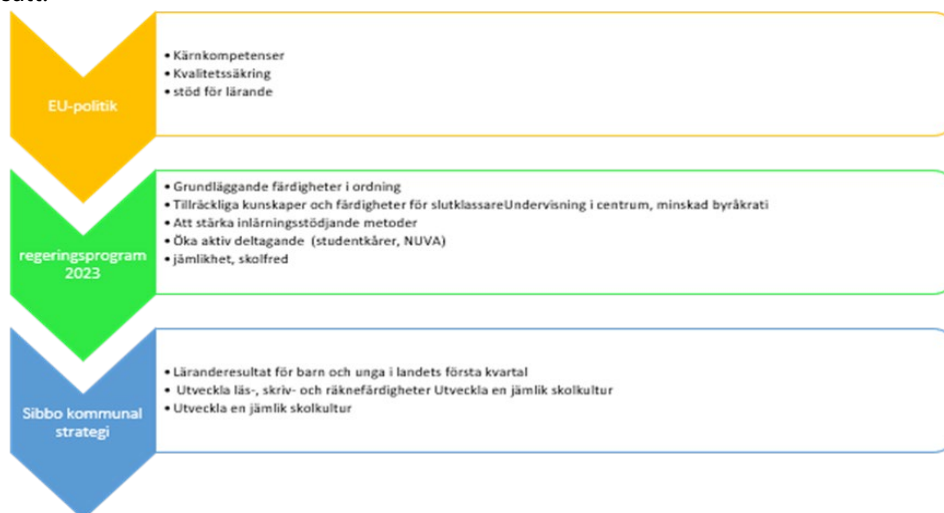 EU-politik
• Kärnkompetenser
• Kvalitetssäkring
• stöd för lärande
regeringsprogram
2023
• Grundläggande färdigheter i ordning
• Tillräckliga kunskaper och färdigheter för slutklassareUndervisning i centrum, minskad byråkrati
• Att stärka inlärningsstödjande metoder
• Öka aktiv deltagande (studentkårer, NUVA)
• jämlikhet, skolfred
Sibbo kommunal
strategi
• Läranderesultat för barn och unga i landets första kvartal
• Utveckla läs-, skriv- och räknefärdigheter Utveckla en jämlik skolkultur
• Utveckla en jämlik skolkultur